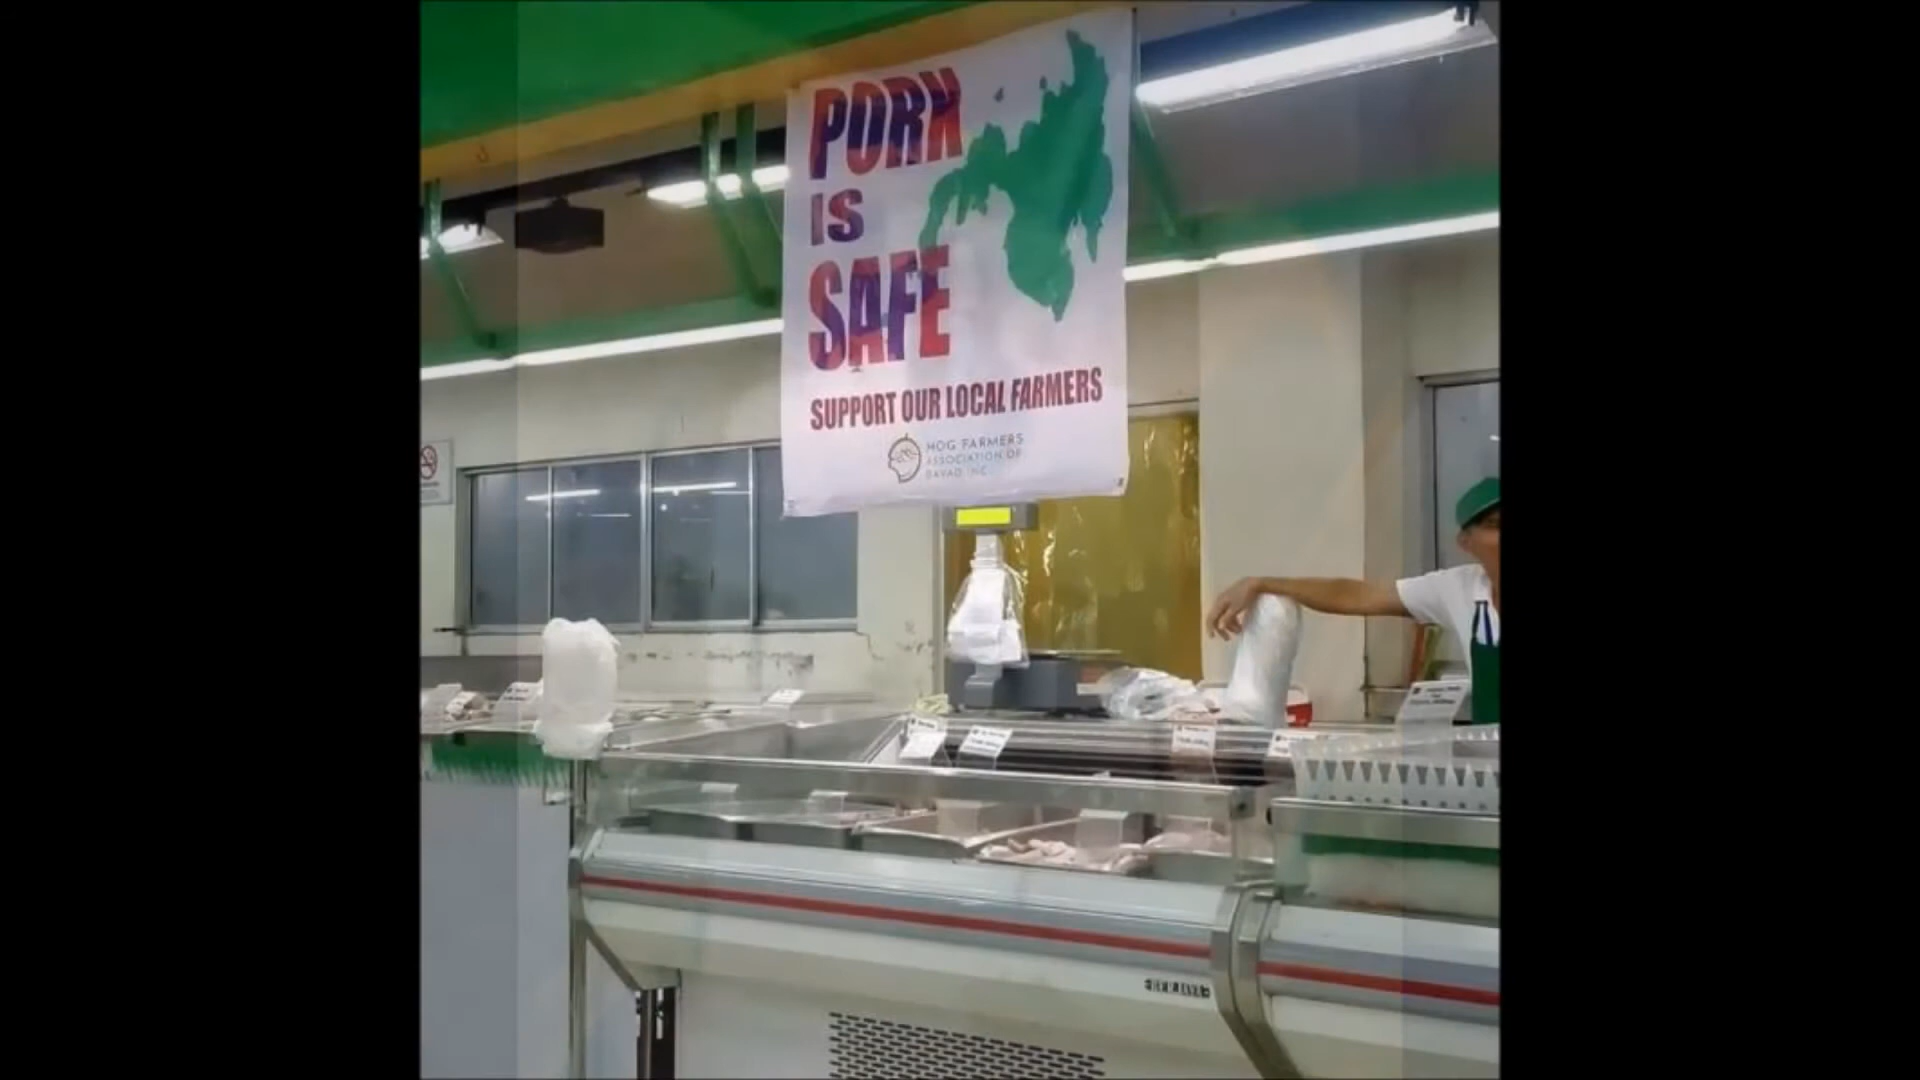 PORK
IS
SAFE
SUPPORT OUR LOCAL FARMERS
HOG FARMERS
ASSOCIATION OF
DAVAO INC